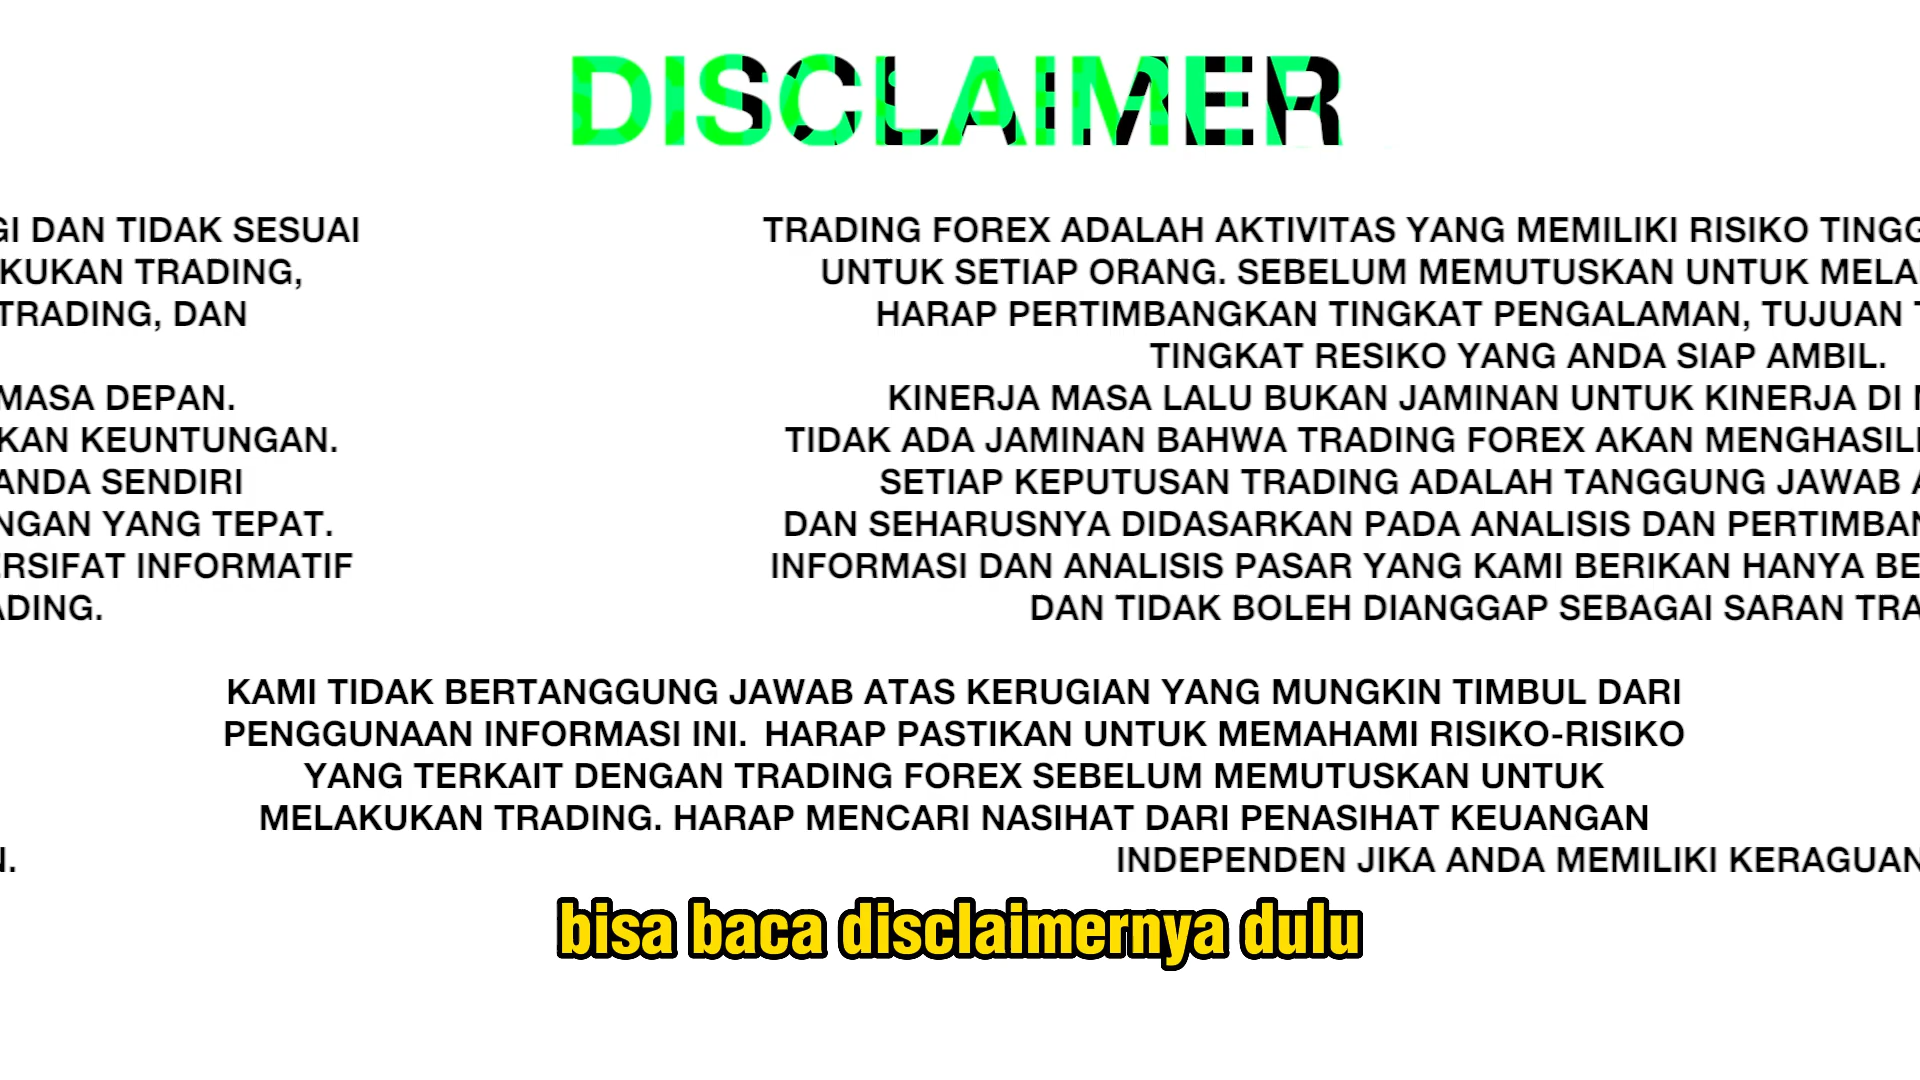 DISCLAIMER
GI DAN TIDAK SESUAI
TRADING FOREX ADALAH AKTIVITAS YANG MEMILIKI RISIKO TINGG
KUKAN TRADING,
UNTUK SETIAP ORANG. SEBELUM MEMUTUSKAN UNTUK MELA
TRADING, DAN
HARAP PERTIMBANGKAN TINGKAT PENGALAMAN, TUJUAN T
TINGKAT RESIKO YANG ANDA SIAP AMBIL.
MASA DEPAN.
KINERJA MASA LALU BUKAN JAMINAN UNTUK KINERJA DI M
KAN KEUNTUNGAN.
TIDAK ADA JAMINAN BAHWA TRADING FOREX AKAN MENGHASIL
ANDA SENDIRI
SETIAP KEPUTUSAN TRADING ADALAH TANGGUNG JAWAB A
NGAN YANG TEPAT.
DAN SEHARUSNYA DIDASARKAN PADA ANALISIS DAN PERTIMBAN
ERSIFAT INFORMATIF
INFORMASI DAN ANALISIS PASAR YANG KAMI BERIKAN HANYA BE
ADING.
DAN TIDAK BOLEH DIANGGAP SEBAGAI SARAN TRA
KAMI TIDAK BERTANGGUNG JAWAB ATAS KERUGIAN YANG MUNGKIN TIMBUL DARI
PENGGUNAAN INFORMASI INI. HARAP PASTIKAN UNTUK MEMAHAMI RISIKO-RISIKO
YANG TERKAIT DENGAN TRADING FOREX SEBELUM MEMUTUSKAN UNTUK
MELAKUKAN TRADING. HARAP MENCARI NASIHAT DARI PENASIHAT KEUANGAN
N.
INDEPENDEN JIKA ANDA MEMILIKI KERAGUAN
bisa baca disclaimernya dulu